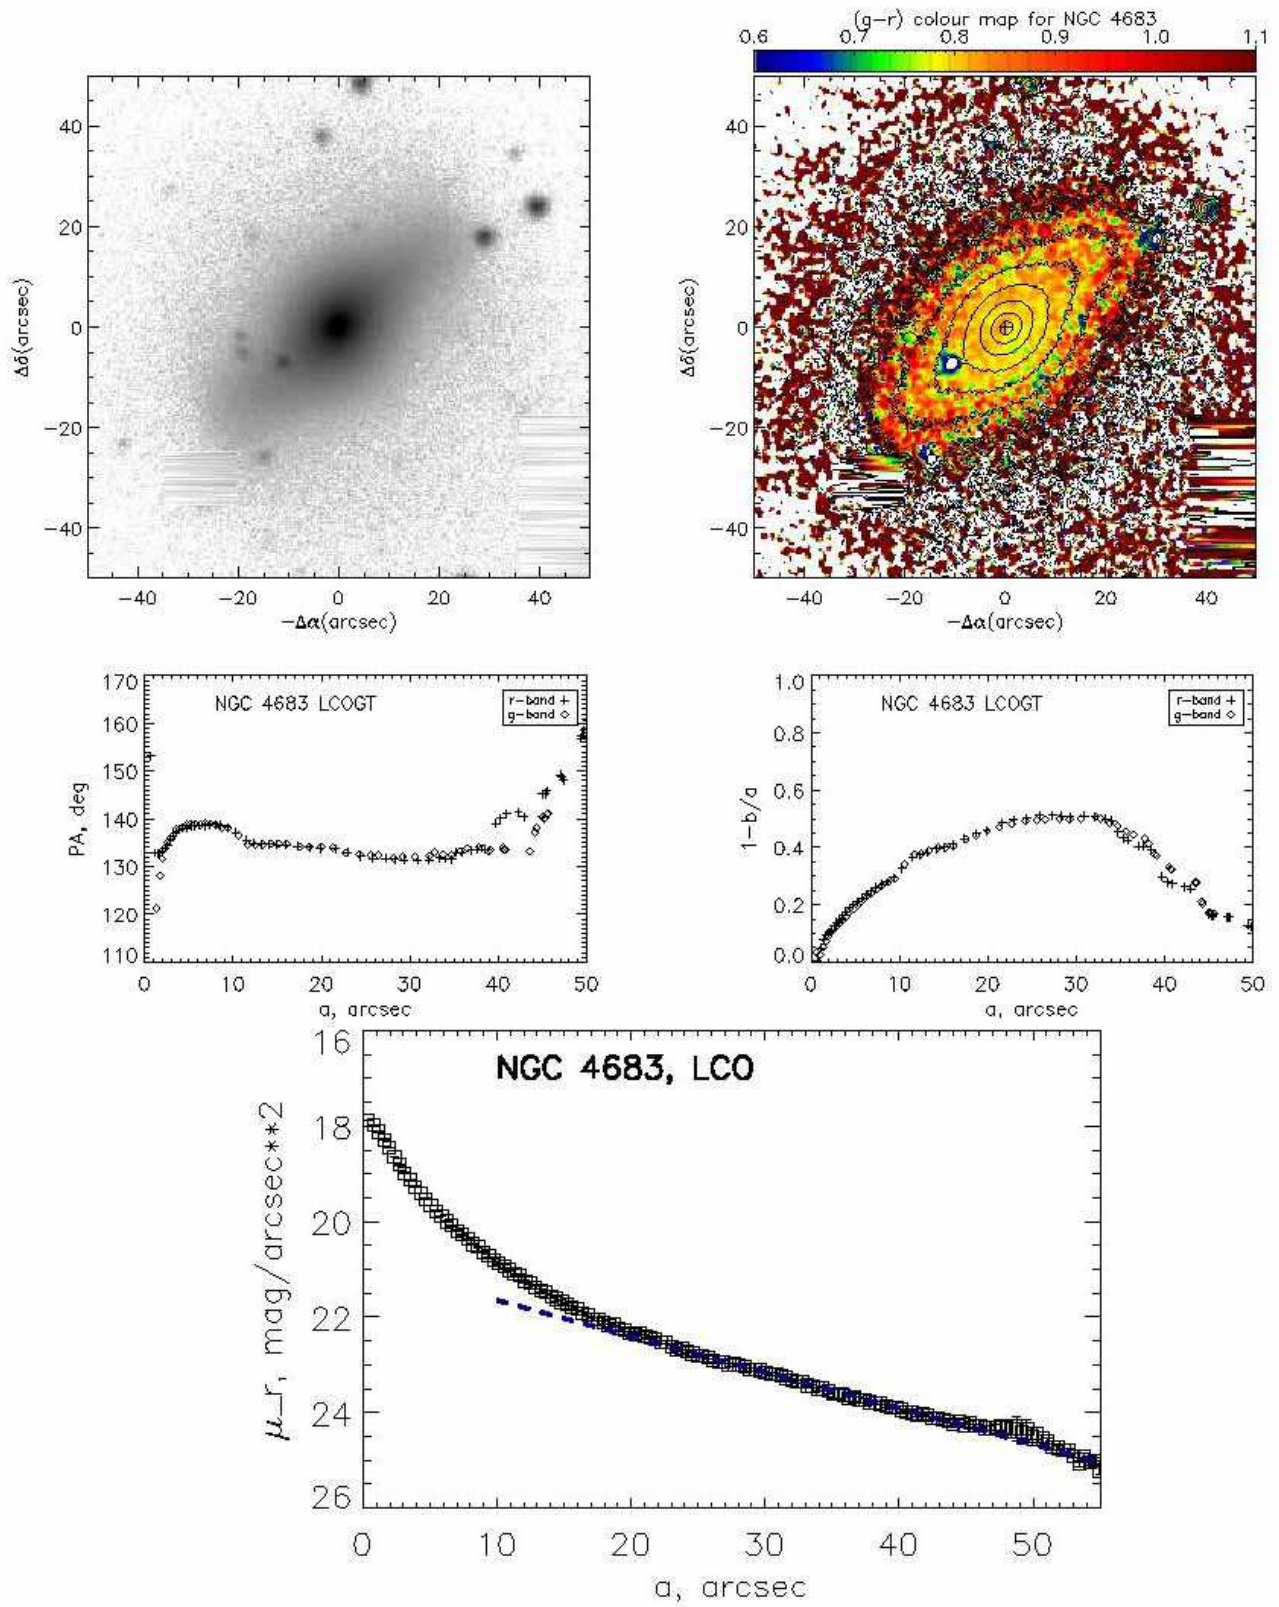 (g-r) colour map for NGC 4683
0.6 0.7 0.8 0.9 1.0 1.1
40
20
0
-20
-40
Δδ(arcsec)
-40 -20 0 20 40
-Δα(arcsec)
40
20
0
-20
-40
Δδ(arcsec)
-40 -20 0 20 40
-Δα(arcsec)
NGC 4683 LCOGT
r-band +
g-band ◇
170
160
150
140
130
120
110
PA, deg
0 10 20 30 40 50
a, arcsec
NGC 4683 LCOGT
r-band +
g-band ◇
1.0
0.8
0.6
0.4
0.2
0.0
1-b/a
0 10 20 30 40 50
a, arcsec
NGC 4683, LCO
16
18
20
22
24
26
μ_r, mag/arcsec**2
0 10 20 30 40 50
a, arcsec